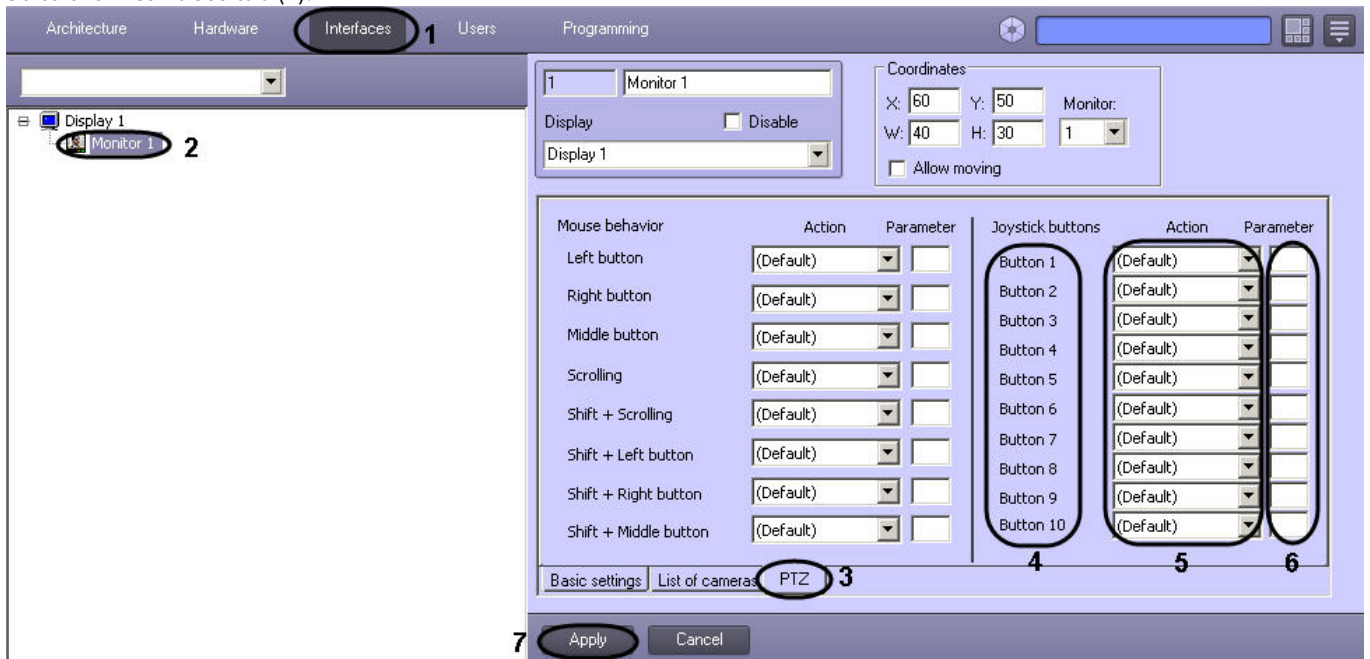 Architecture Hardware Interfaces 1 Users Programming
1 Monitor 1
Display Disable
Display 1
Coordinates
X: 60 Y: 50 Monitor:
W: 40 H: 30 1
Allow moving
Display 1
Monitor 1 2
Mouse behavior Action Parameter
Left button (Default)
Right button (Default)
Middle button (Default)
Scrolling (Default)
Shift + Scrolling (Default)
Shift + Left button (Default)
Shift + Right button (Default)
Shift + Middle button (Default)
Joystick buttons Action Parameter
Button 1 (Default)
Button 2 (Default)
Button 3 (Default)
Button 4 (Default)
Button 5 (Default)
Button 6 (Default)
Button 7 (Default)
Button 8 (Default)
Button 9 (Default)
Button 10 (Default)
4 5 6
Basic settings List of cameras PTZ 3
7 Apply Cancel